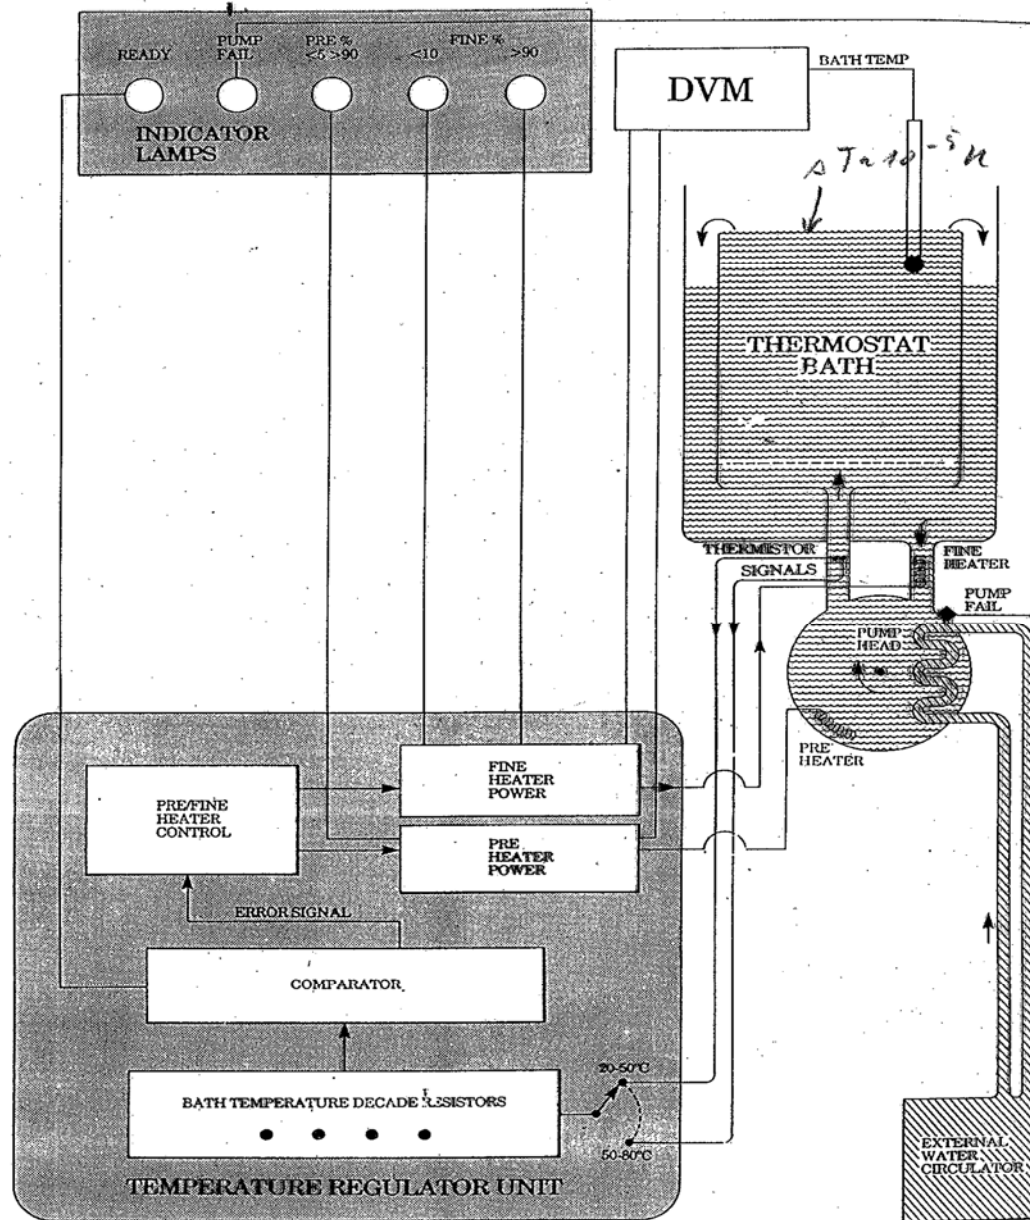 READY
PUMP
FAIL
PRE %
<5 >90
FINE %
<10
>90
INDICATOR
LAMPS
DVM
BATH TEMP
THERMOSTAT
BATH
THERMISTOR
SIGNALS
FINE
HEATER
PUMP
FAIL
PUMP
HEAD
PRE
HEATER
FINE
HEATER
POWER
PRE/FINE
HEATER
CONTROL
PRE
HEATER
POWER
ERROR SIGNAL
COMPARATOR
20-50°C
BATH TEMPERATURE DECADE RESISTORS
50-80°C
EXTERNAL
WATER
CIRCULATOR
TEMPERATURE REGULATOR UNIT